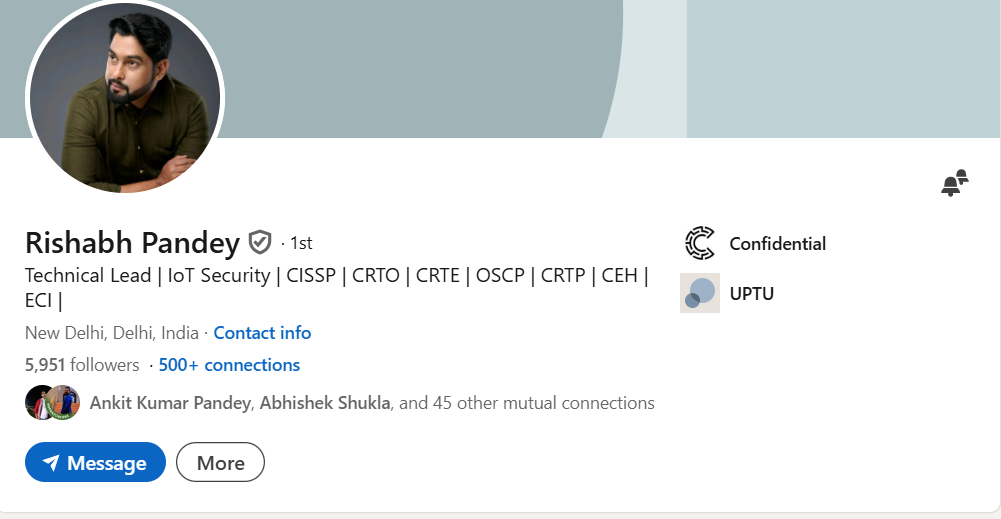 Rishabh Pandey · 1st
Technical Lead | IoT Security | CISSP | CRTO | CRTE | OSCP | CRTP | CEH |
ECI |
New Delhi, Delhi, India · Contact info
5,951 followers · 500+ connections
Ankit Kumar Pandey, Abhishek Shukla, and 45 other mutual connections
Message
More
Confidential
UPTU